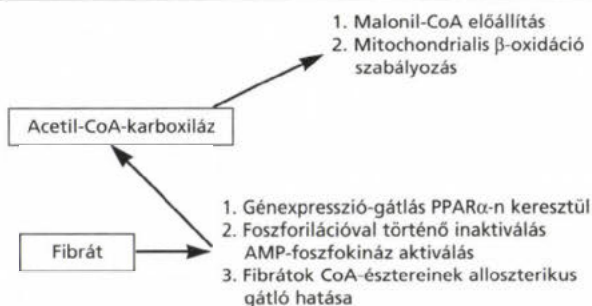 1. Malonil-CoA előállítás
2. Mitochondrialis β-oxidáció
szabályozás
Acetil-CoA-karboxiláz
1. Génexpresszió-gátlás PPARα-n keresztül
2. Foszforilációval történő inaktiválás
AMP-foszfokináz aktiválás
3. Fibrátok CoA-észtereinek alloszterikus
gátló hatása
Fibrát